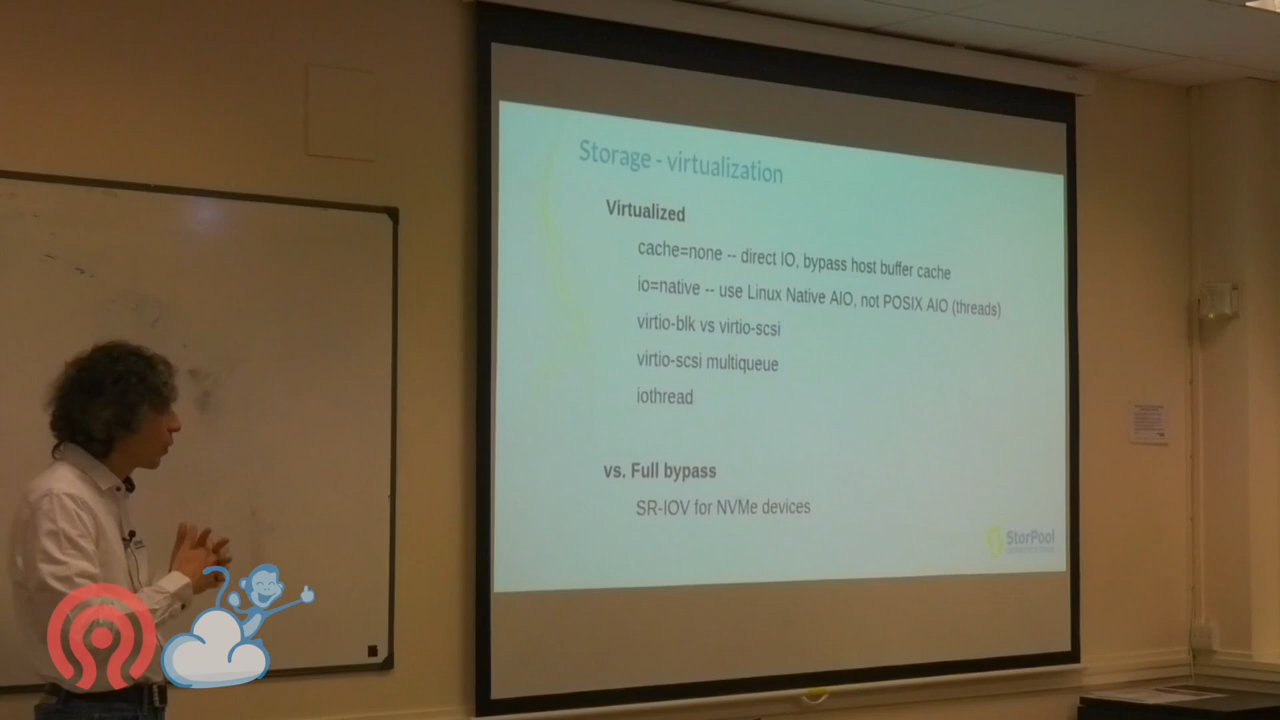 Storage - virtualization
Virtualized
cache=none -- direct IO, bypass host buffer cache
io=native -- use Linux Native AIO, not POSIX AIO (threads)
virtio-blk vs virtio-scsi
virtio-scsi multiqueue
iothread
vs. Full bypass
SR-IOV for NVMe devices
StorPool